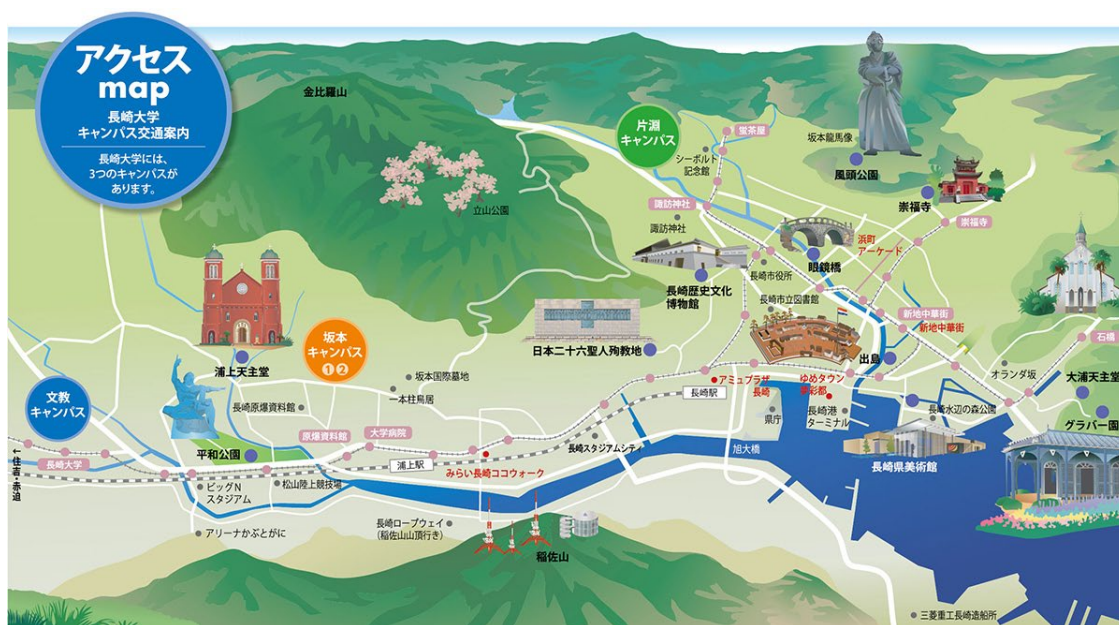 アクセス
map
長崎大学
キャンパス交通案内
長崎大学には、
3つのキャンパスが
あります。
金比羅山
立山公園
片淵
キャンパス
蛍茶屋
シーボルト
記念館
諏訪神社
諏訪神社
坂本龍馬像
風頭公園
崇福寺
崇福寺
浜町
アーケード
眼鏡橋
長崎市役所
長崎歴史文化
博物館
長崎市立図書館
新地中華街
新地中華街
石橋
日本二十六聖人殉教地
出島
オランダ坂
大浦天主堂
グラバー園
坂本
キャンパス
1 2
浦上天主堂
坂本国際墓地
一本柱鳥居
アミュプラザ
長崎
ゆめタウン
夢彩都
長崎駅
県庁
長崎港
ターミナル
長崎水辺の森公園
長崎県美術館
旭大橋
文教
キャンパス
長崎原爆資料館
原爆資料館
大学病院
長崎スタジアムシティ
平和公園
浦上駅
みらい長崎ココウォーク
長崎大学
←住吉・赤迫
ビッグN
スタジアム
松山陸上競技場
アリーナかぶとがに
長崎ロープウェイ
(稲佐山山頂行き)
稲佐山
三菱重工長崎造船所